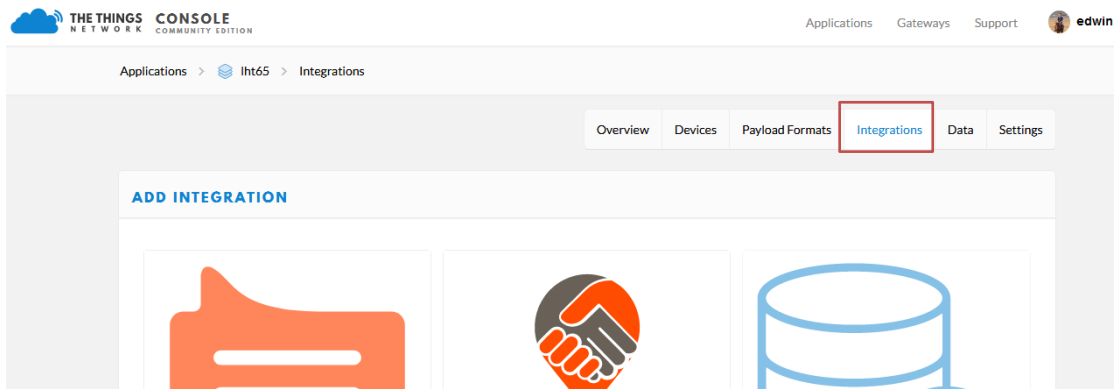 THE THINGS CONSOLE
NETWORK COMMUNITY EDITION
Applications Gateways Support edwin
Applications > lht65 > Integrations
Overview Devices Payload Formats Integrations Data Settings
ADD INTEGRATION